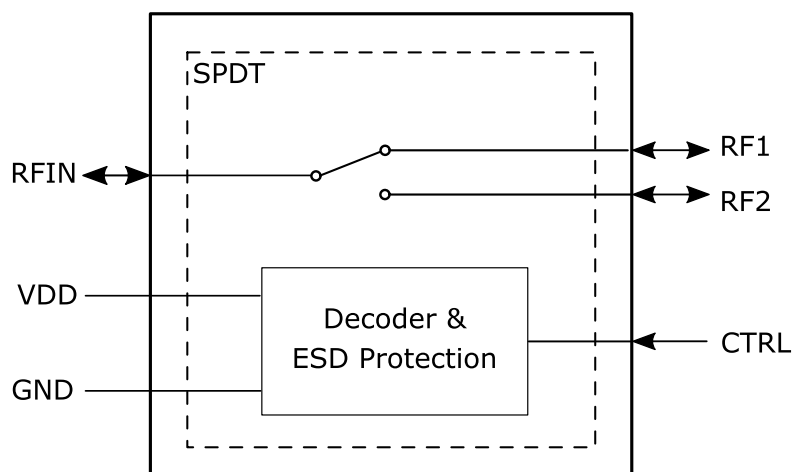 SPDT
RFIN
RF1
RF2
VDD
Decoder &
ESD Protection
CTRL
GND